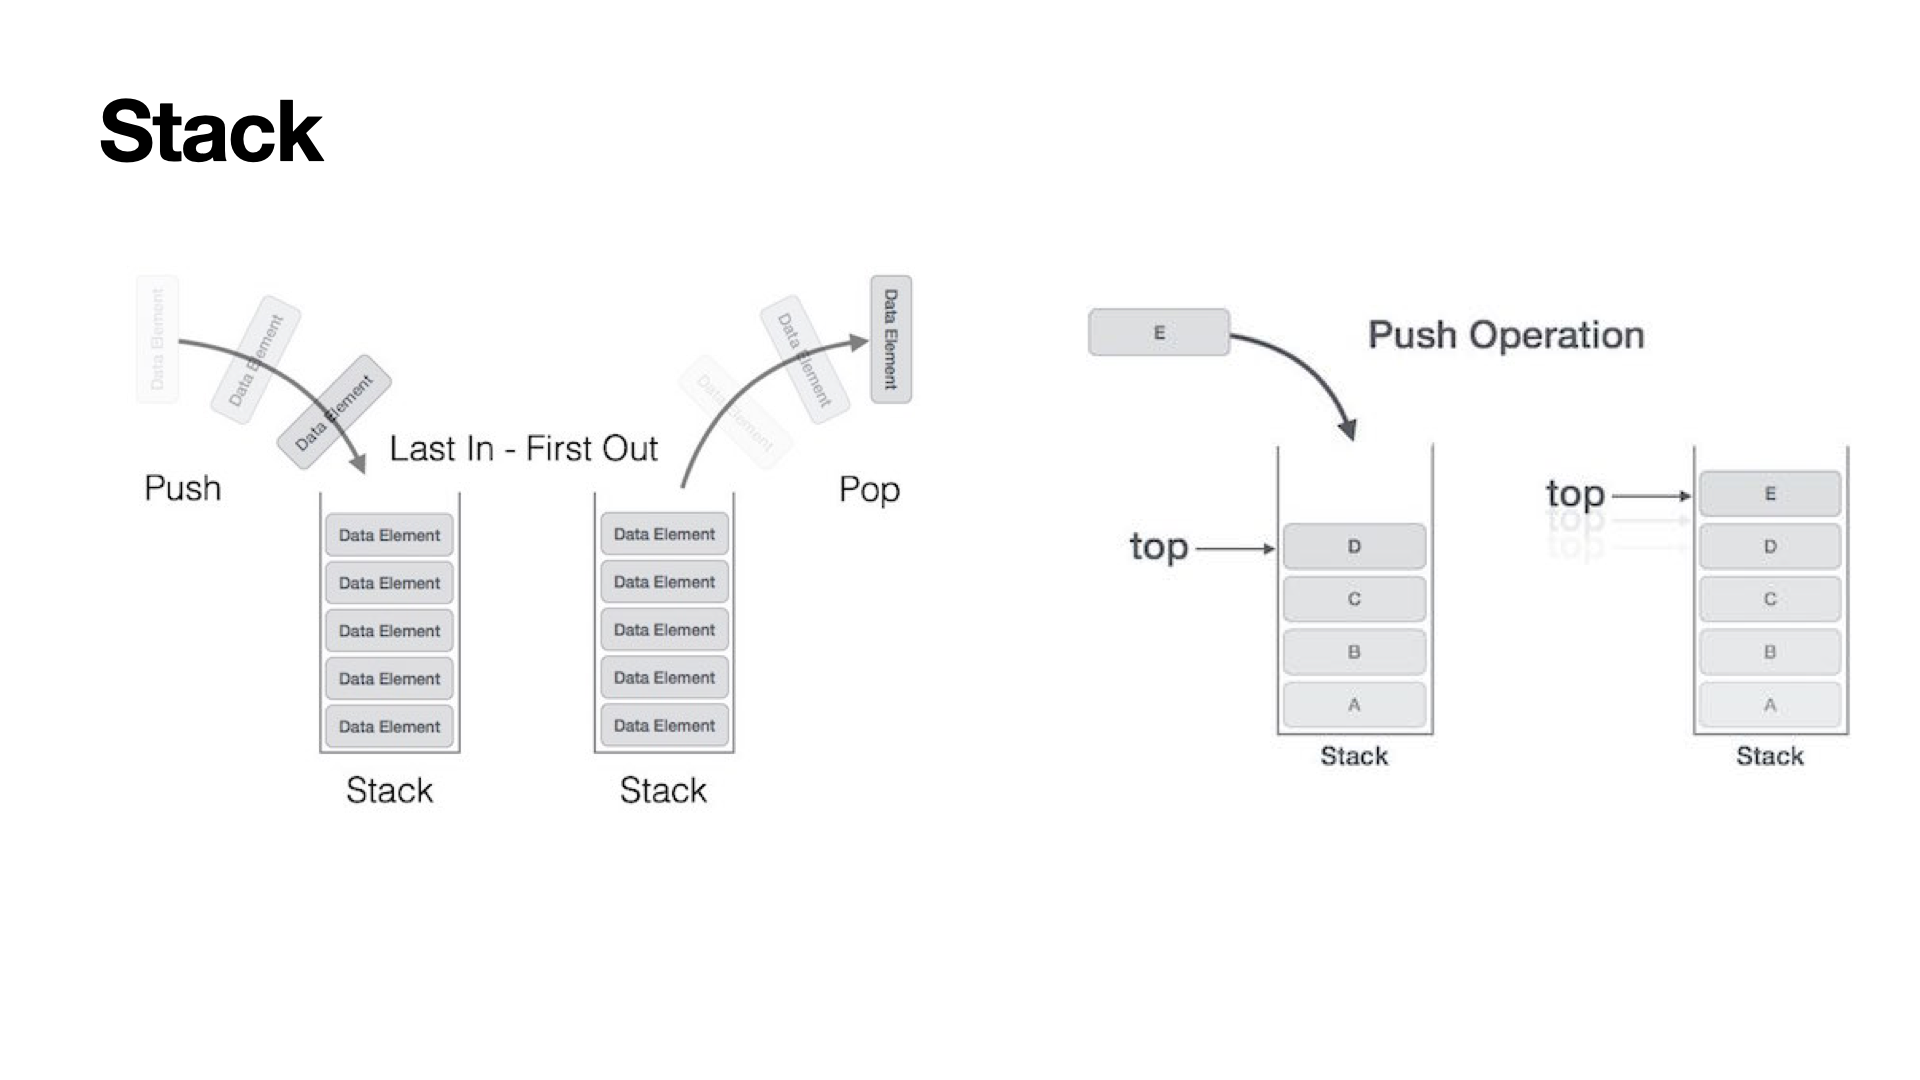 Stack
Data Element
Data Element
Data Element
Push
Last In - First Out
Data Element
Data Element
Data Element
Pop
Data Element
Data Element
Data Element
Data Element
Data Element
Stack
Data Element
Data Element
Data Element
Data Element
Data Element
Stack
E
Push Operation
top
D
C
B
A
Stack
top
top
top
E
D
C
B
A
Stack